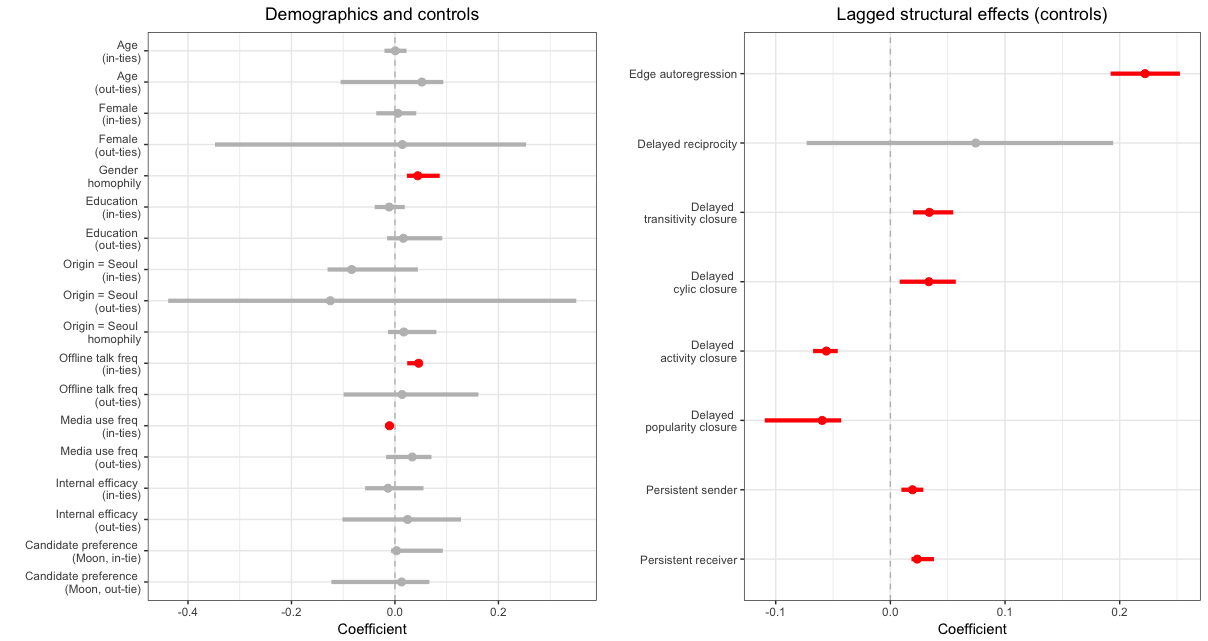 Demographics and controls
Age
(in-ties)
Age
(out-ties)
Female
(in-ties)
Female
(out-ties)
Gender
homophily
Education
(in-ties)
Education
(out-ties)
Origin = Seoul
(in-ties)
Origin = Seoul
(out-ties)
Origin = Seoul
homophily
Offline talk freq
(in-ties)
Offline talk freq
(out-ties)
Media use freq
(in-ties)
Media use freq
(out-ties)
Internal efficacy
(in-ties)
Internal efficacy
(out-ties)
Candidate preference
(Moon, in-tie)
Candidate preference
(Moon, out-tie)
-0.4 -0.2 0.0 0.2
Coefficient
Lagged structural effects (controls)
Edge autoregression
Delayed reciprocity
Delayed
transitivity closure
Delayed
cylic closure
Delayed
activity closure
Delayed
popularity closure
Persistent sender
Persistent receiver
-0.1 0.0 0.1 0.2
Coefficient